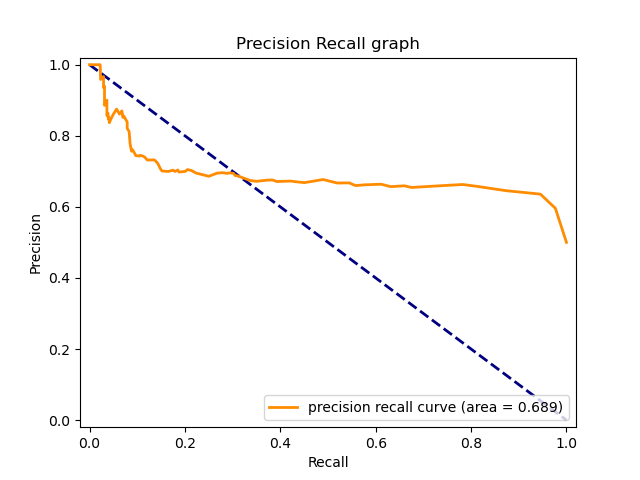 Precision Recall graph
1.0
0.8
0.6
0.4
0.2
0.0
Precision
precision recall curve (area = 0.689)
0.0 0.2 0.4 0.6 0.8 1.0
Recall